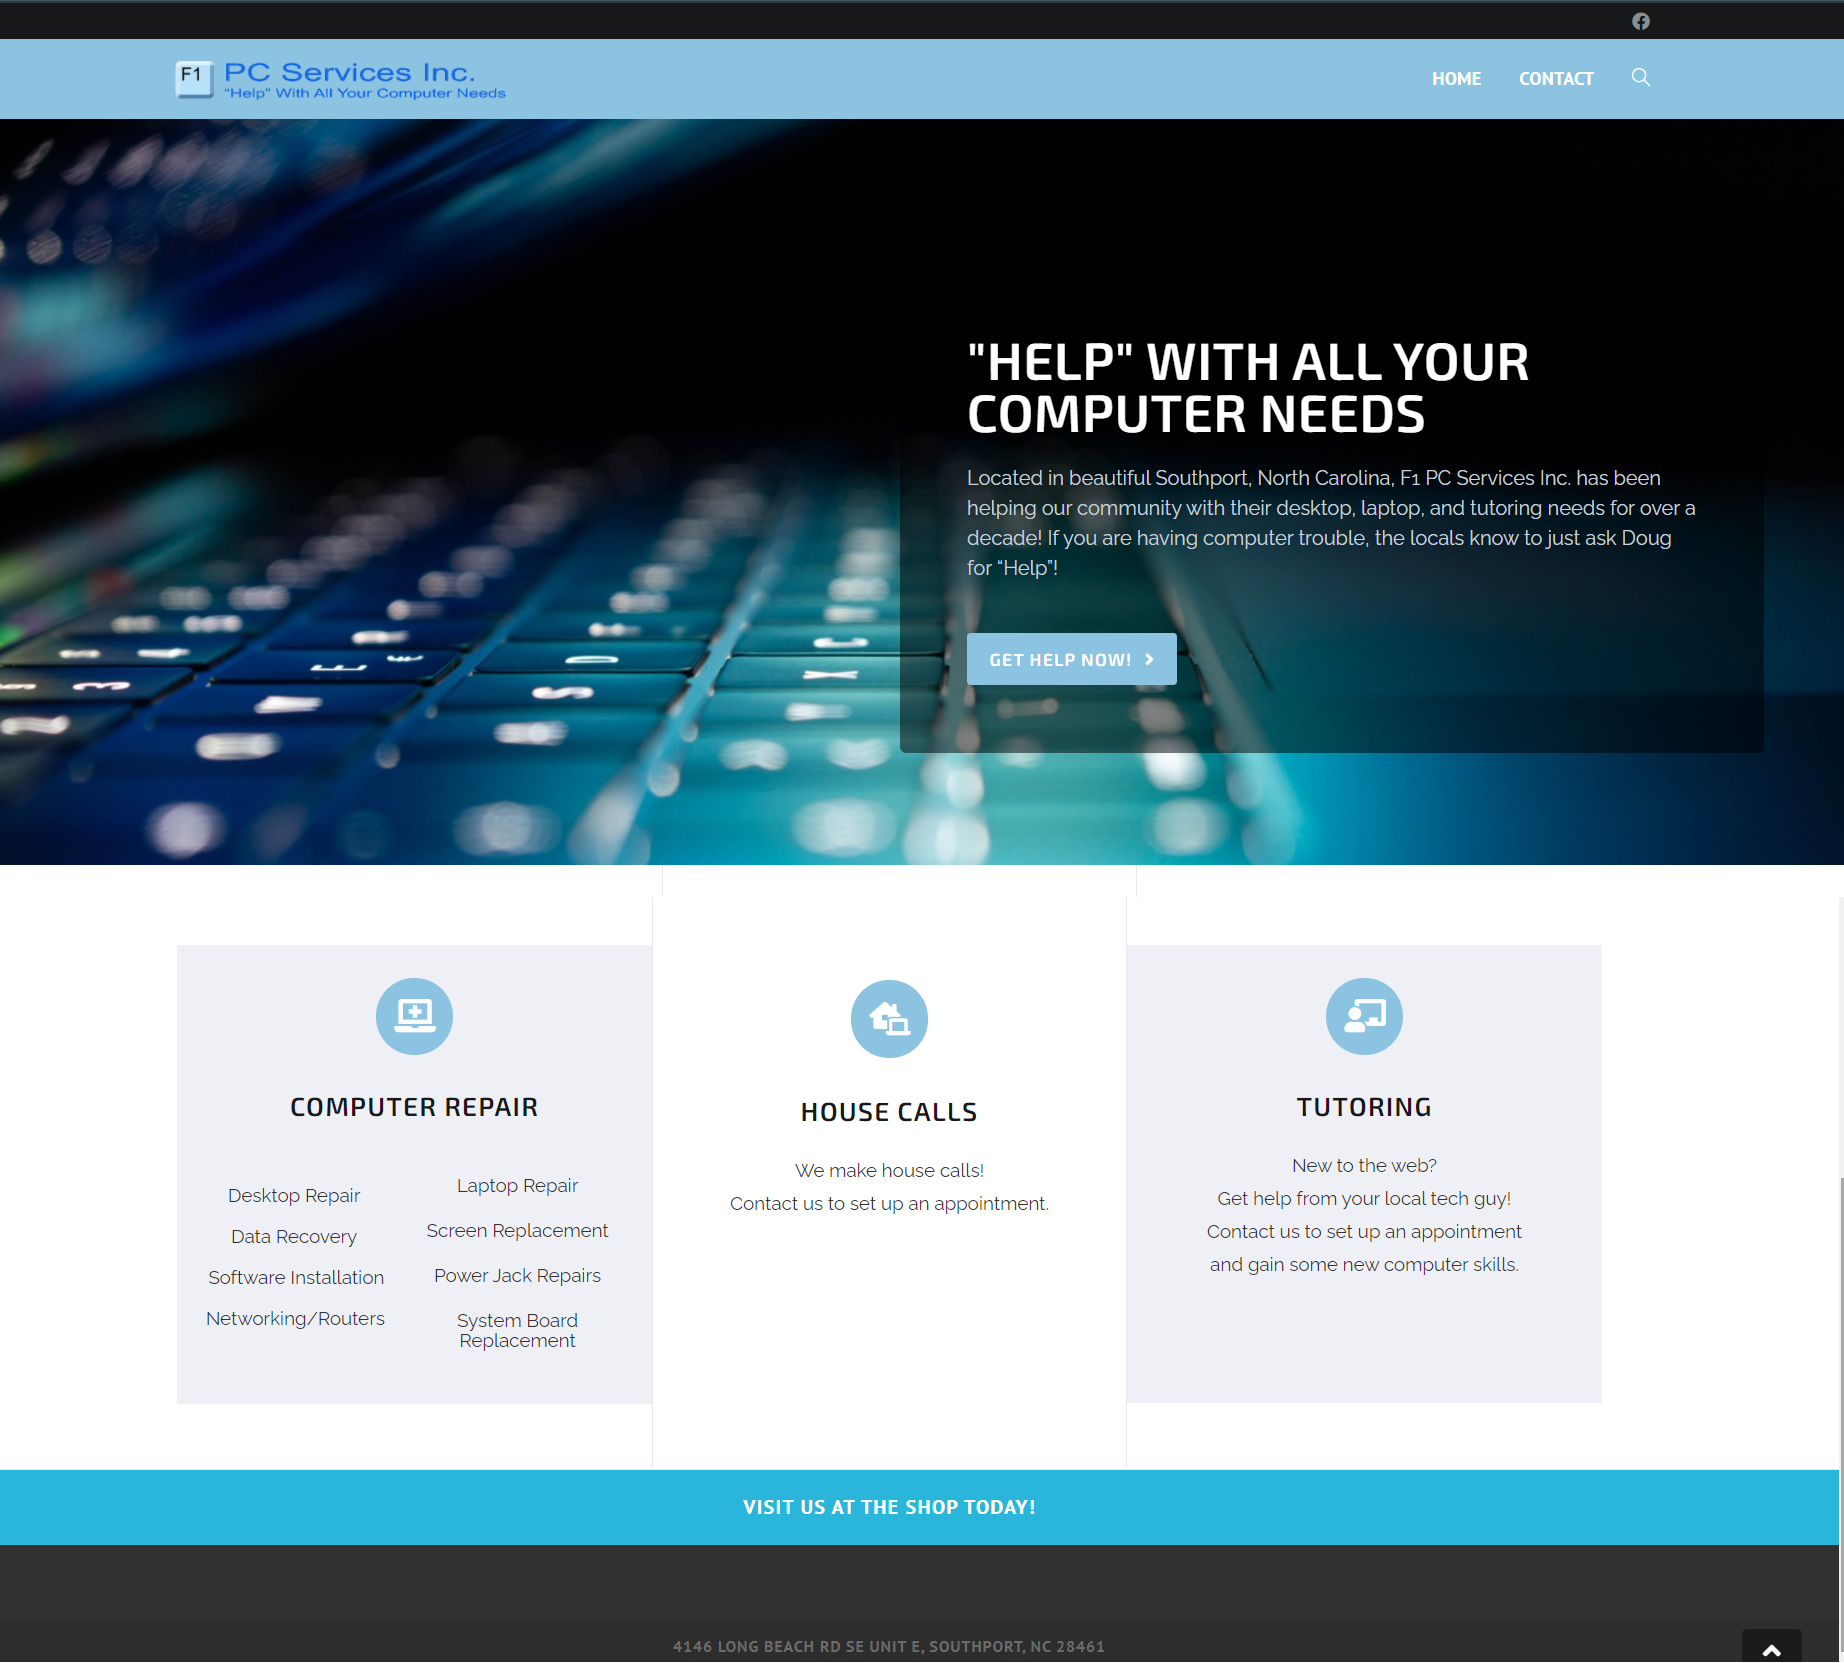 F1
PC Services Inc.
"Help" With All Your Computer Needs
HOME
CONTACT
"HELP" WITH ALL YOUR
COMPUTER NEEDS
Located in beautiful Southport, North Carolina, F1 PC Services Inc. has been
helping our community with their desktop, laptop, and tutoring needs for over a
decade! If you are having computer trouble, the locals know to just ask Doug
for “Help”!
GET HELP NOW!
COMPUTER REPAIR
Desktop Repair
Data Recovery
Software Installation
Networking/Routers
Laptop Repair
Screen Replacement
Power Jack Repairs
System Board
Replacement
HOUSE CALLS
We make house calls!
Contact us to set up an appointment.
TUTORING
New to the web?
Get help from your local tech guy!
Contact us to set up an appointment
and gain some new computer skills.
VISIT US AT THE SHOP TODAY!
4146 LONG BEACH RD SE UNIT E, SOUTHPORT, NC 28461